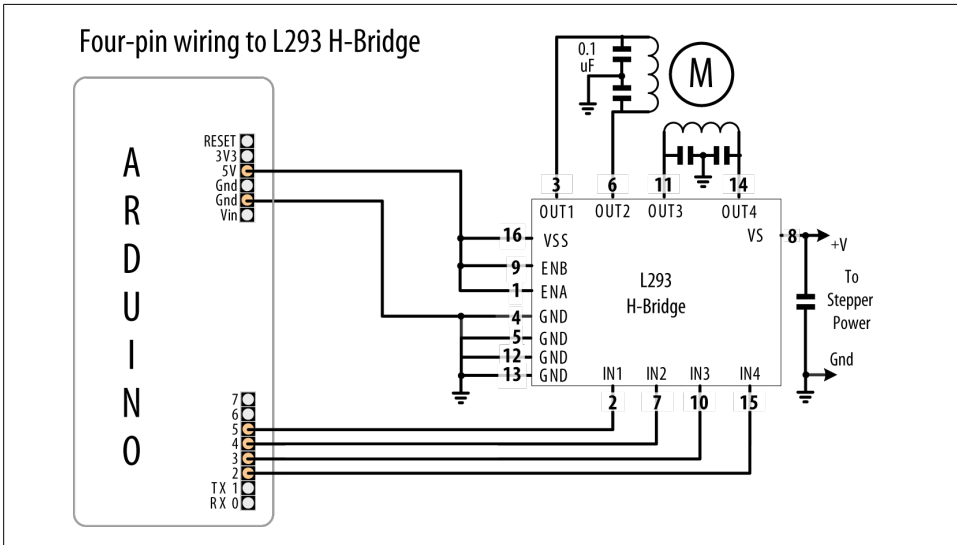 Four-pin wiring to L293 H-Bridge
0.1
uF
M
A
R
D
U
I
N
O
RESET
3V3
5V
Gnd
Gnd
Vin
3
6
11
14
OUT1
OUT2
OUT3
OUT4
16
VSS
VS
8
+V
9
ENB
1
ENA
L293
H-Bridge
To
Stepper
Power
4
GND
5
GND
12
GND
13
GND
Gnd
IN1
IN2
IN3
IN4
2
7
10
15
7
6
5
4
3
2
TX 1
RX 0